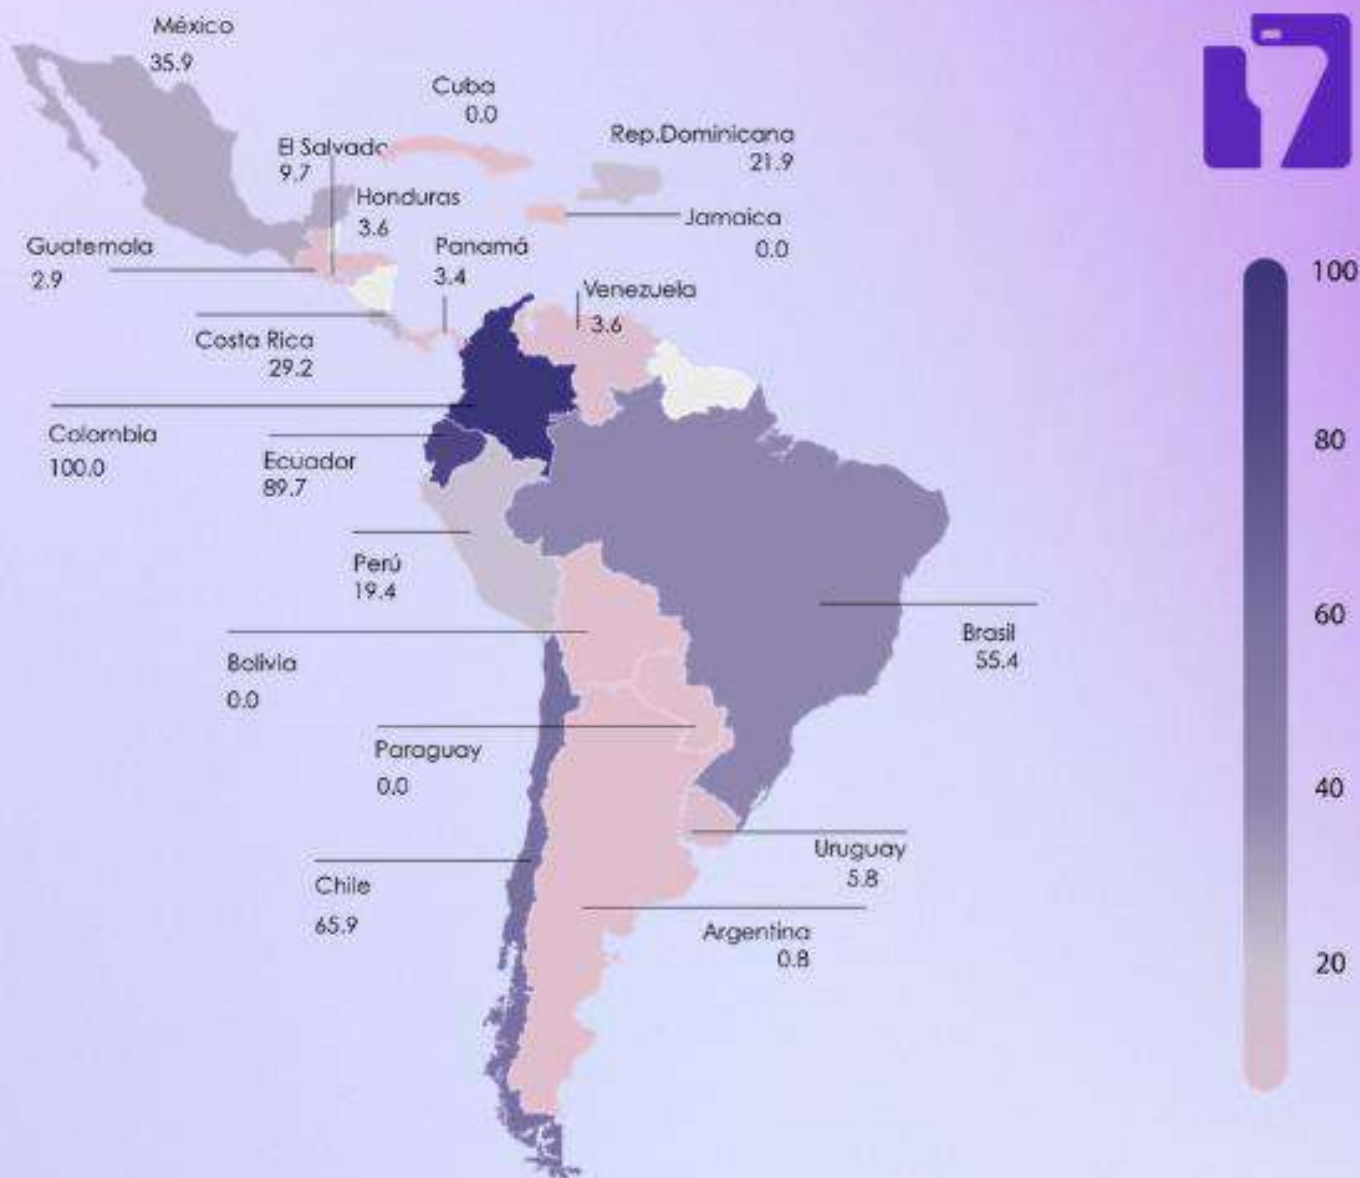 México
35.9
Cuba
0.0
El Salvado
9.7
Rep.Dominicana
21.9
Honduras
3.6
Jamaica
0.0
Guatemala
2.9
Panamá
3.4
Venezuela
3.6
Costa Rica
29.2
Colombia
100.0
Ecuador
89.7
Perú
19.4
Brasil
55.4
Bolivia
0.0
Paraguay
0.0
Uruguay
5.8
Chile
65.9
Argentina
0.8
100
80
60
40
20